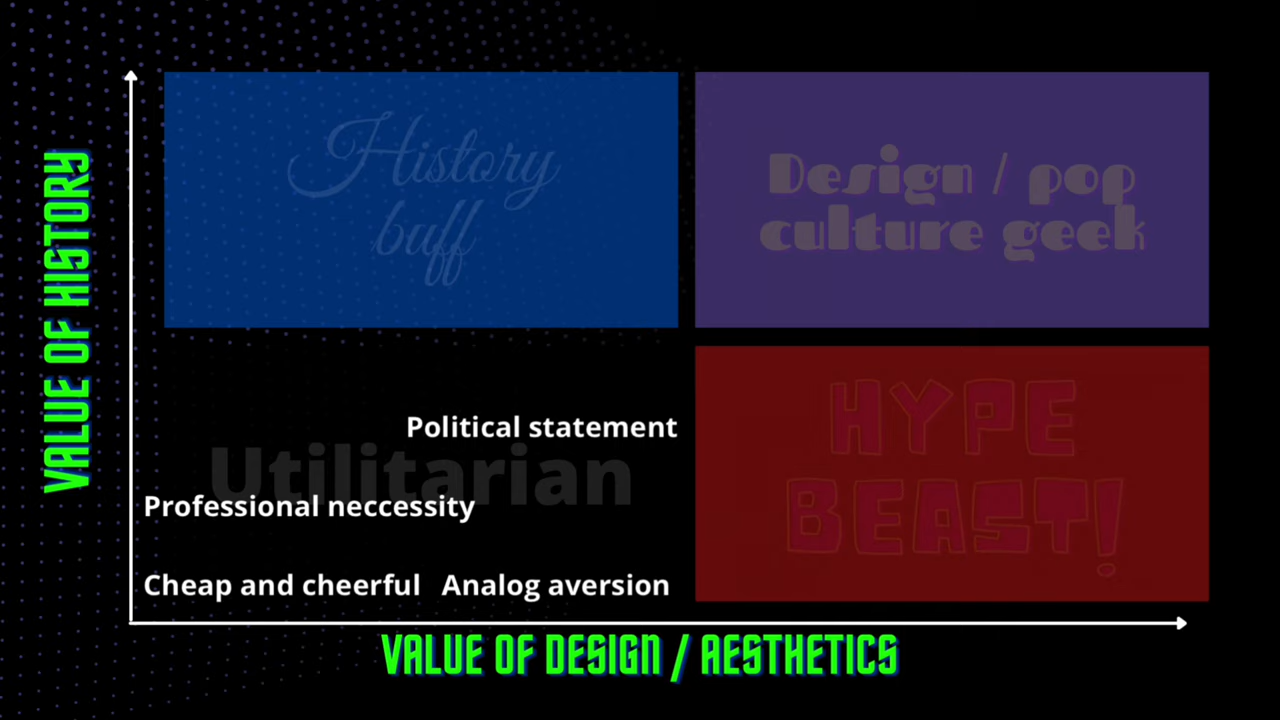 VALUE OF HISTORY
History
buff
Design / pop
culture geek
Political statement
Utilitarian
Professional neccessity
HYPE
BEAST!
Cheap and cheerful
Analog aversion
VALUE OF DESIGN / AESTHETICS